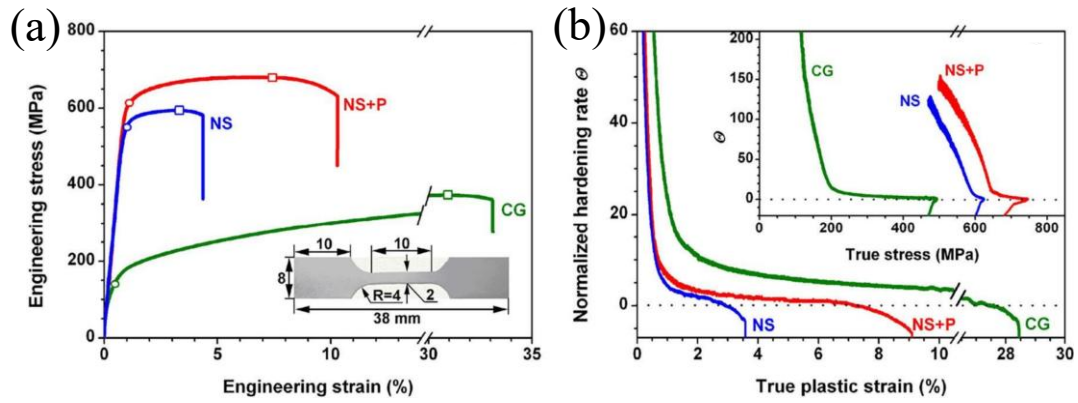 (a)
800
600
400
200
0
Engineering stress (MPa)
NS+P
NS
CG
10
10
8
R=4
2
38 mm
0
5
10
30
35
Engineering strain (%)
(b)
60
40
20
0
Normalized hardening rate Θ
NS
NS+P
CG
0
2
4
6
8
10
28
30
True plastic strain (%)
200
150
100
50
0
Θ
CG
NS+P
NS
0
200
400
600
800
True stress (MPa)